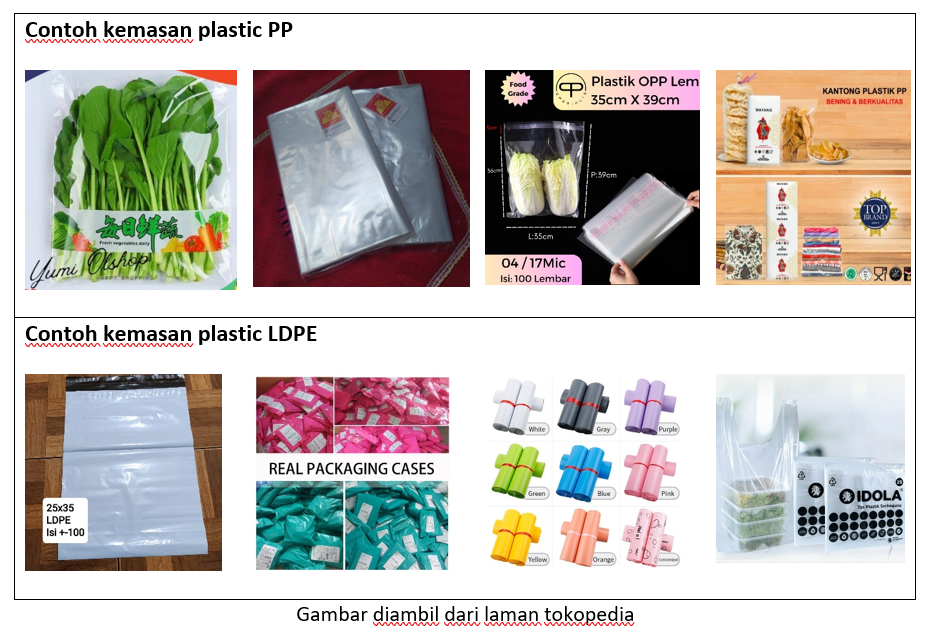 Contoh kemasan plastic PP
每日鲜蔬
Fresh vegetables daily
Yumi Olshop
HAPPY SHOPPING
Food
Grade
Plastik OPP Lem
35cm X 39cm
P:39cm
L:35cm
04 / 17Mic
Isi: 100 Lembar
KANTONG PLASTIK PP
BENING & BERKUALITAS
WAYANG
TOP
BRAND
Contoh kemasan plastic LDPE
25x35
LDPE
Isi +-100
REAL PACKAGING CASES
White
Gray
Purple
Green
Blue
Pink
Yellow
Orange
IDOLA
Tas Plastik Serbaguna
Gambar diambil dari laman tokopedia